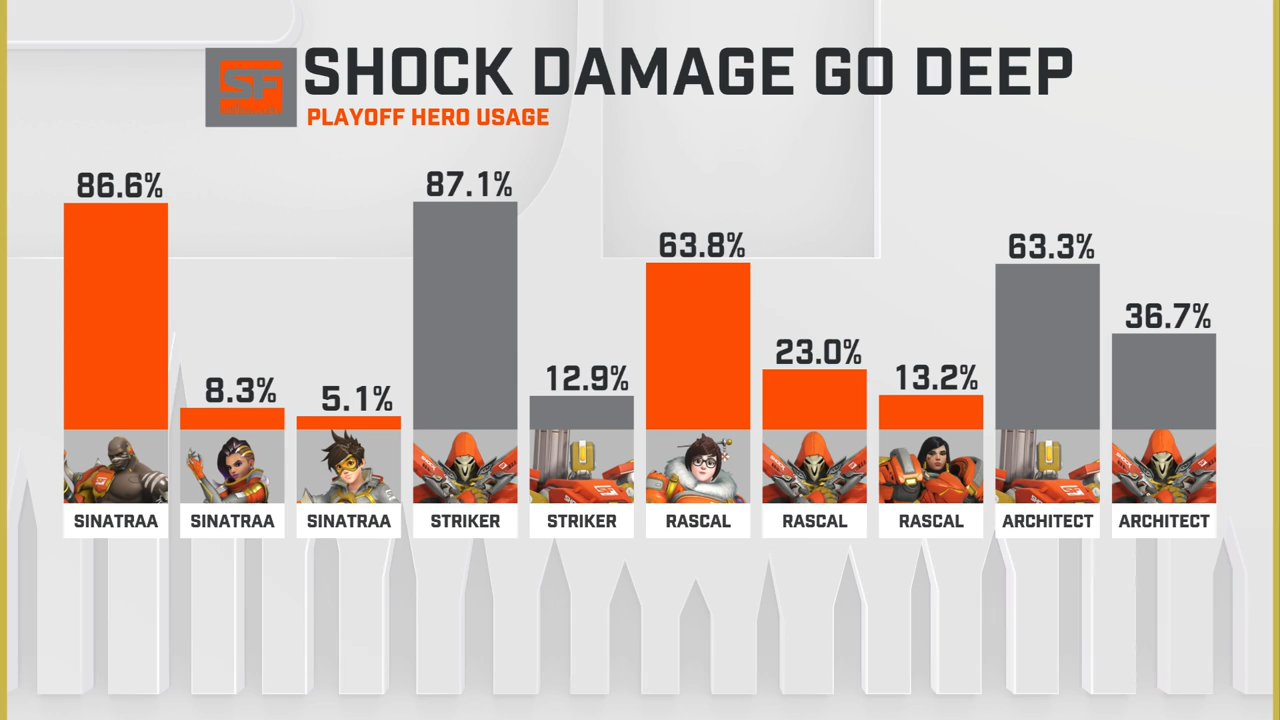 SF
SHOCK DAMAGE GO DEEP
PLAYOFF HERO USAGE
86.6%
8.3%
5.1%
87.1%
12.9%
63.8%
23.0%
13.2%
63.3%
36.7%
SINATRAA
SINATRAA
SINATRAA
STRIKER
STRIKER
RASCAL
RASCAL
RASCAL
ARCHITECT
ARCHITECT